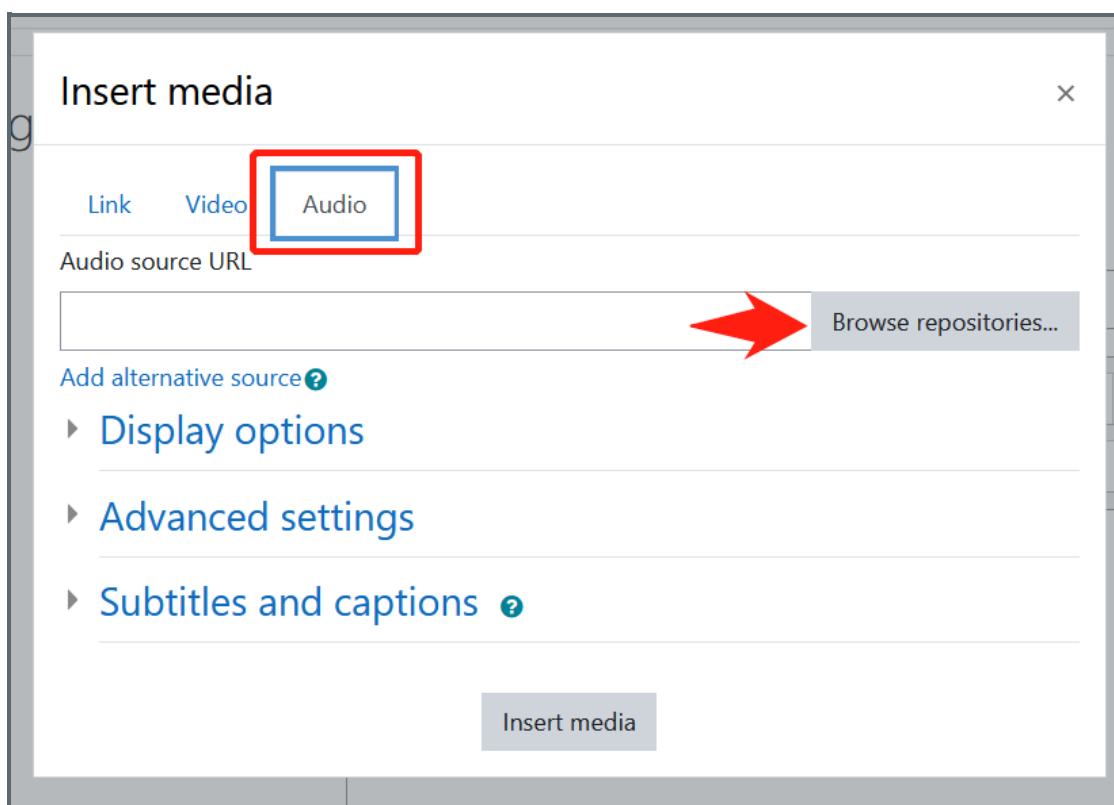 Insert media
×
g
Link Video Audio
Audio source URL
Browse repositories...
Add alternative source ?
Display options
Advanced settings
Subtitles and captions ?
Insert media